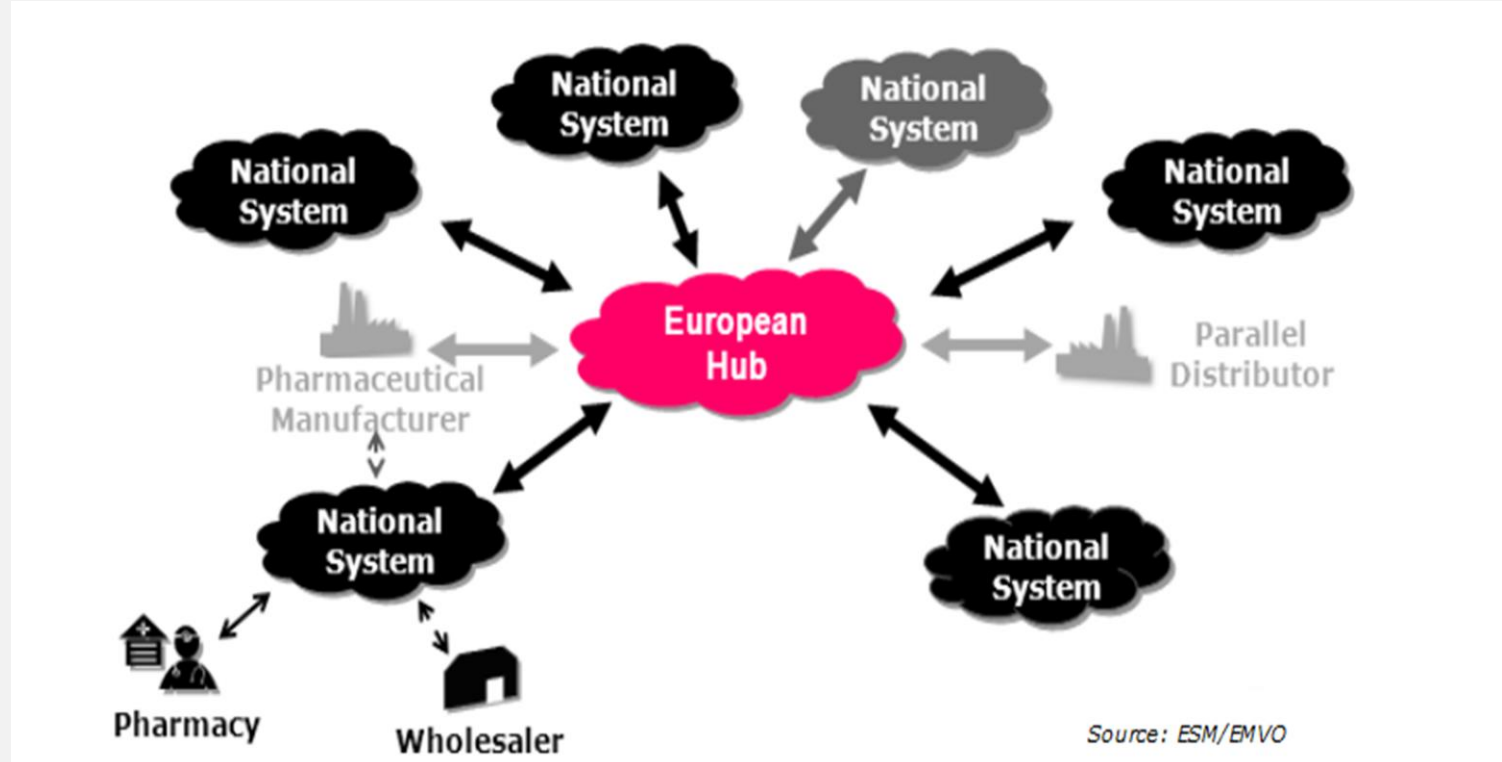 National
System
National
System
National
System
National
System
European
Hub
Pharmaceutical
Manufacturer
Parallel
Distributor
National
System
National
System
Pharmacy
Wholesaler
Source: ESM/EMVO